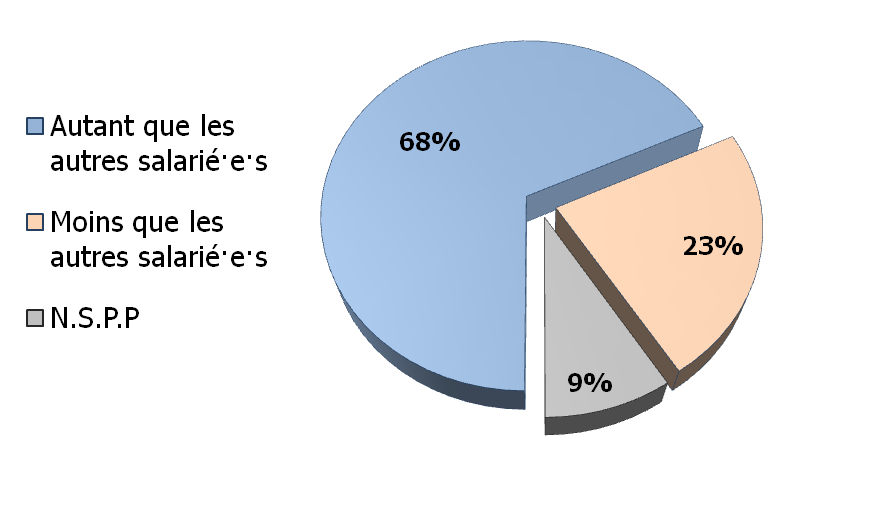 Autant que les
autres salarié·e·s
Moins que les
autres salarié·e·s
N.S.P.P
68%
23%
9%